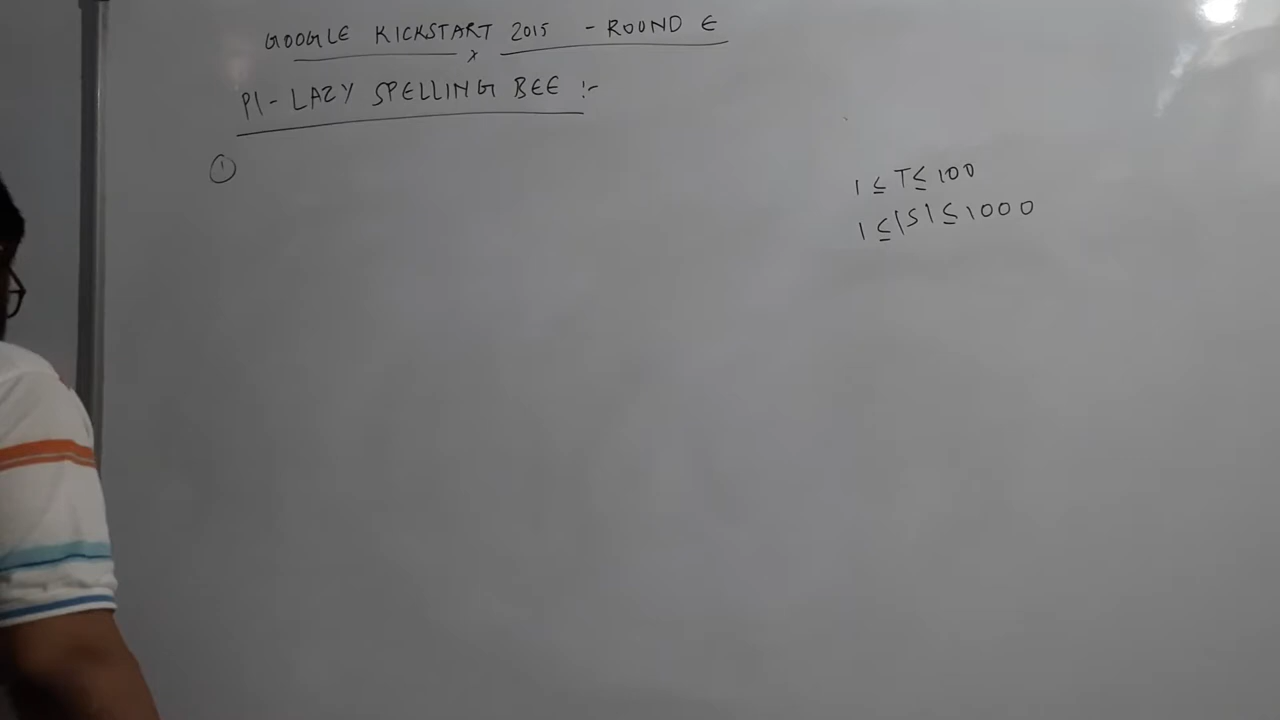 GOOGLE KICKSTART 2015 - ROUND E
x
P1 - LAZY SPELLING BEE :-
①
1 ≤ T ≤ 100
1 ≤ |S| ≤ 1000